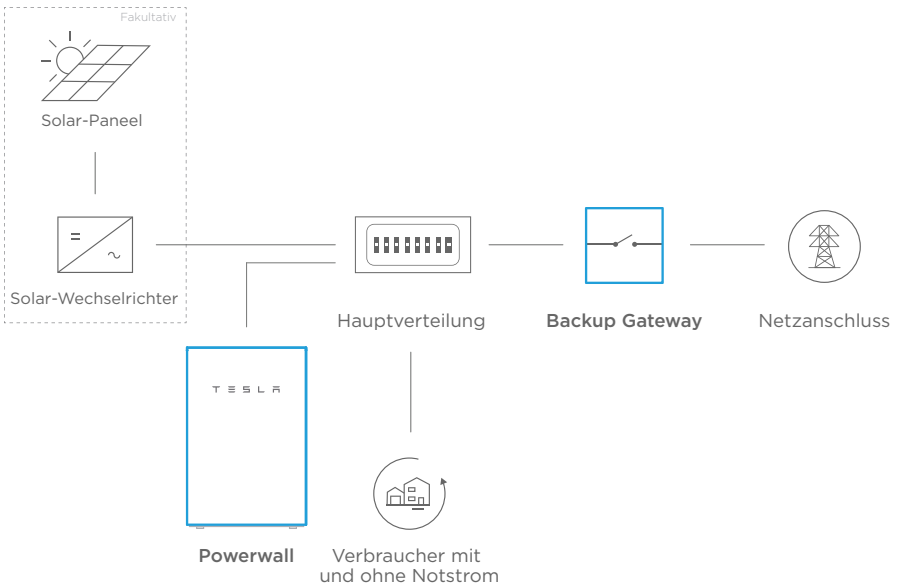 Fakultativ
Solar-Paneel
Solar-Wechselrichter
Hauptverteilung
Backup Gateway
Netzanschluss
TESLA
Powerwall
Verbraucher mit
und ohne Notstrom